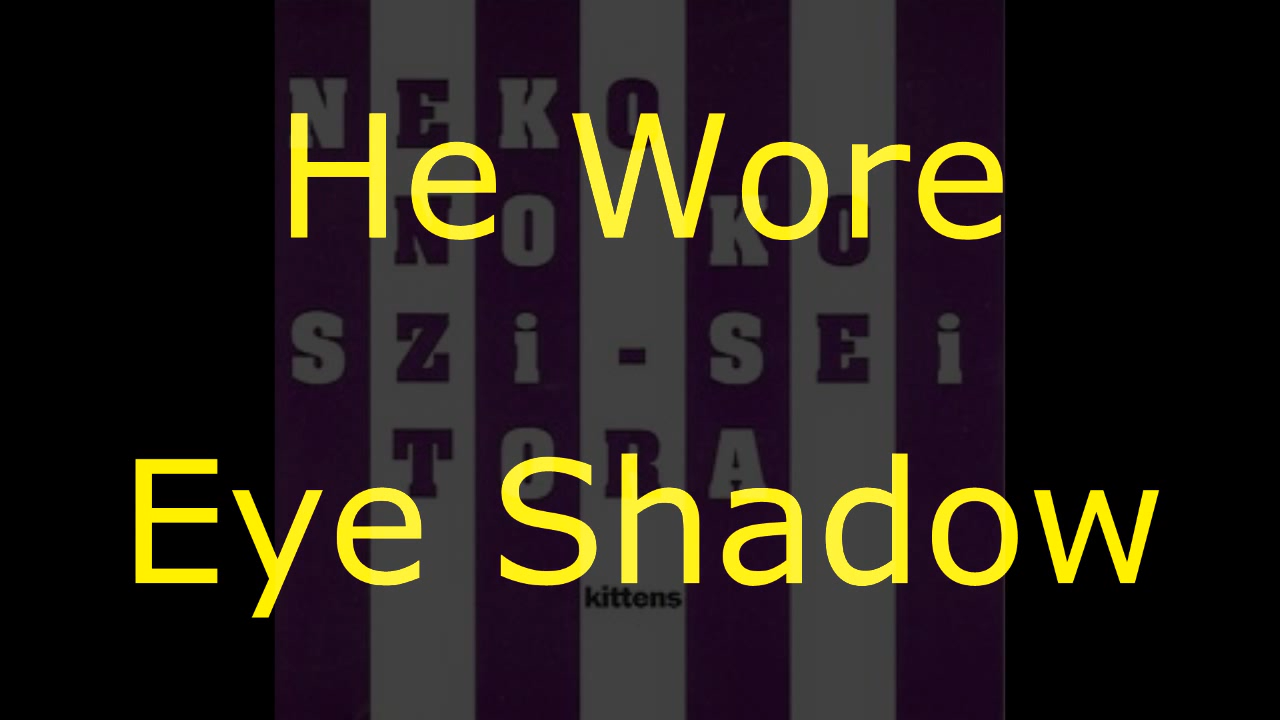 NEKO
He Wore
NO KO
SZi-SEi
TORA
Eye Shadow
kittens